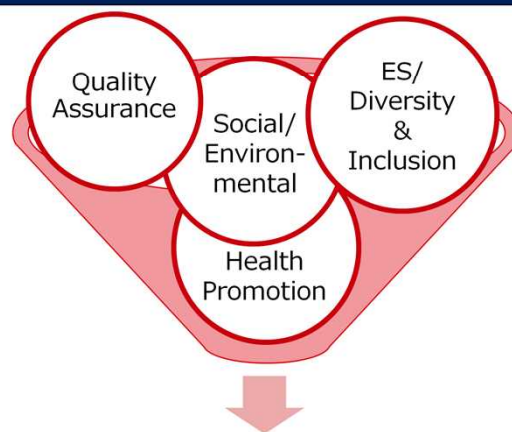 Quality
Assurance
Social/
Environ-
mental
ES/
Diversity
&
Inclusion
Health
Promotion